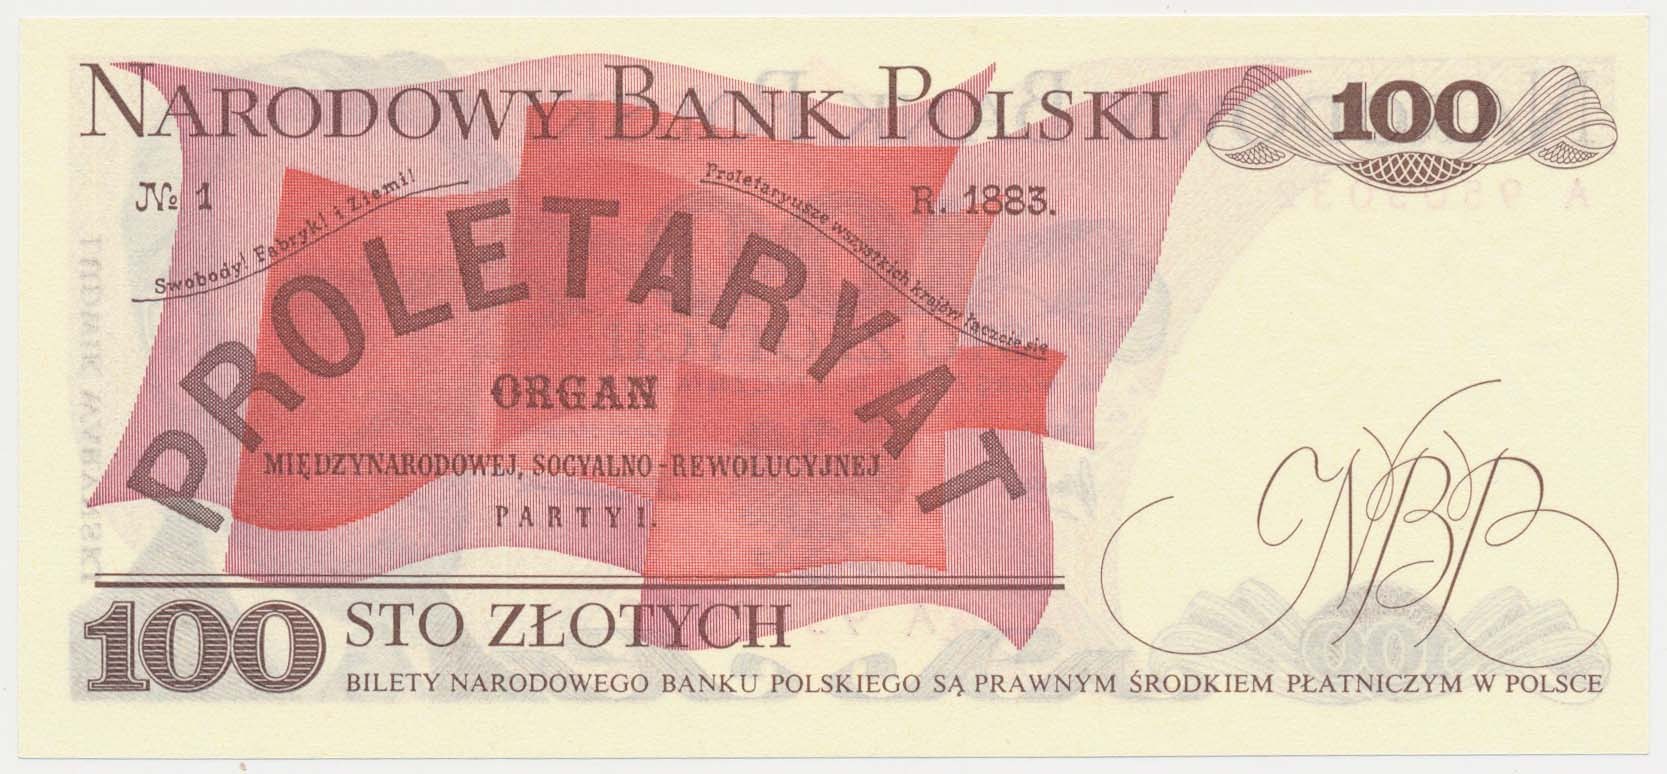 NARODOWY BANK POLSKI
100
№ 1
R. 1883.
Swobody! Fabryk! i Ziemi!
Proletaryusze wszystkich krajów łączcie się
PROLETARYAT
ORGAN
MIĘDZYNARODOWEJ, SOCYALNO-REWOLUCYJNEJ
PARTYI.
NBP
100 STO ZŁOTYCH
BILETY NARODOWEGO BANKU POLSKIEGO SĄ PRAWNYM ŚRODKIEM PŁATNICZYM W POLSCE